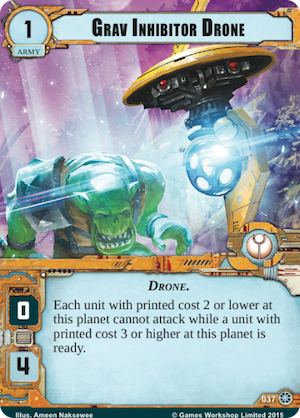 1
ARMY
GRAV INHIBITOR DRONE
DRONE.
Each unit with printed cost 2 or lower at
this planet cannot attack while a unit with
printed cost 3 or higher at this planet is
ready.
0
4
037
Illus. Ameen Naksewee
© Games Workshop Limited 2015